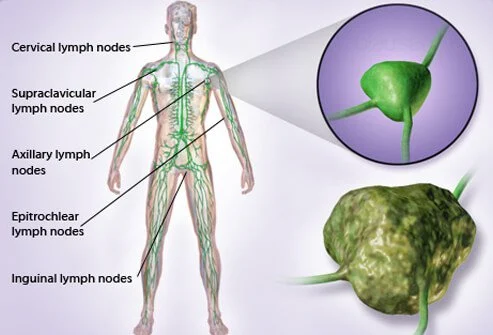 Cervical lymph nodes
Supraclavicular
lymph nodes
Axillary lymph
nodes
Epitrochlear
lymph nodes
Inguinal lymph nodes